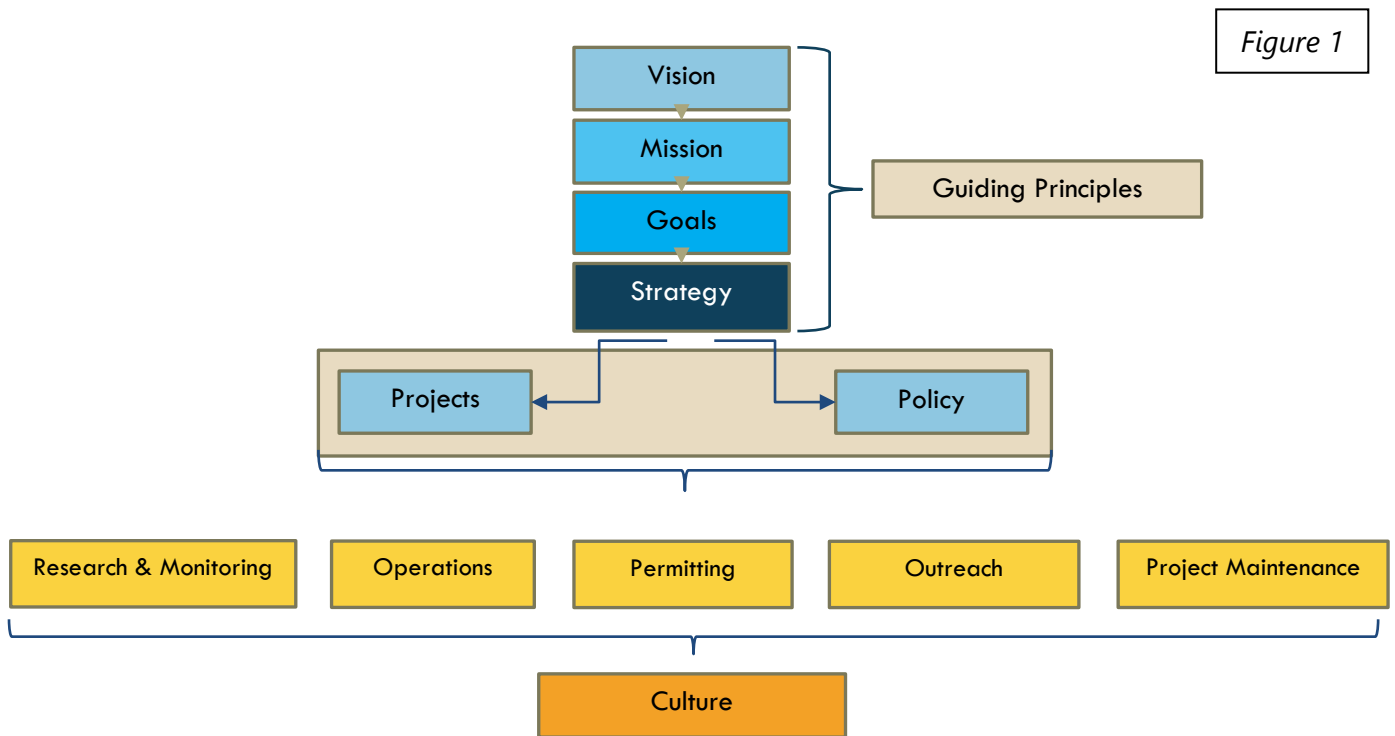 Figure 1
Vision
Mission
Guiding Principles
Goals
Strategy
Projects
Policy
Research & Monitoring
Operations
Permitting
Outreach
Project Maintenance
Culture